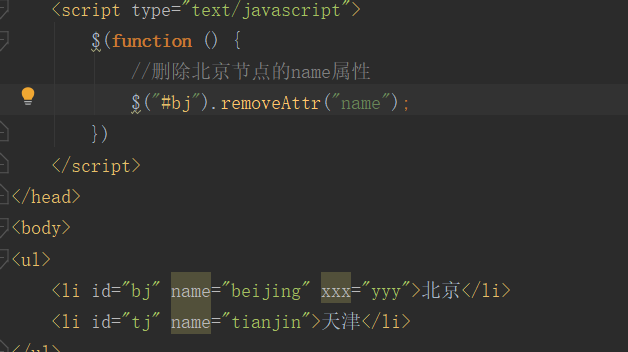 <script type="text/javascript">
$(function () {
//删除北京节点的name属性
$("#bj").removeAttr("name");
})
</script>
</head>
<body>
<ul>
<li id="bj" name="beijing" xxx="yyy">北京</li>
<li id="tj" name="tianjin">天津</li>
</ul>